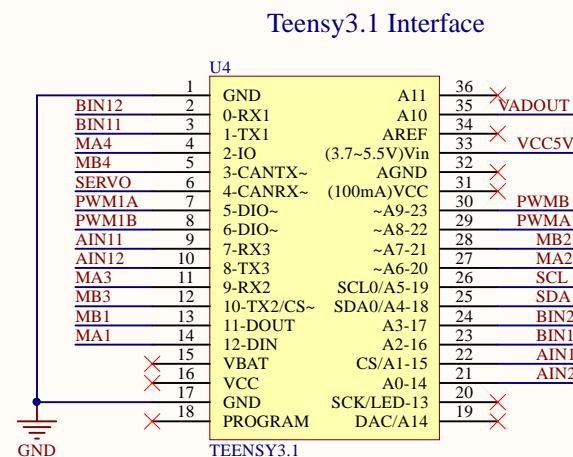 Teensy3.1 Interface
U4
1 GND A11 36
BIN12 2 0-RX1 A10 35 VADOUT
BIN11 3 1-TX1 AREF 34
MA4 4 2-IO (3.7~5.5V)Vin 33 VCC5V
MB4 5 3-CANTX~ AGND 32
SERVO 6 4-CANRX~ (100mA)VCC 31
PWM1A 7 5-DIO~ ~A9-23 30 PWMB
PWM1B 8 6-DIO~ ~A8-22 29 PWMA
AIN11 9 7-RX3 ~A7-21 28 MB2
AIN12 10 8-TX3 ~A6-20 27 MA2
MA3 11 9-RX2 SCL0/A5-19 26 SCL
MB3 12 10-TX2/CS~ SDA0/A4-18 25 SDA
MB1 13 11-DOUT A3-17 24 BIN2
MA1 14 12-DIN A2-16 23 BIN1
15 VBAT CS/A1-15 22 AIN1
16 VCC A0-14 21 AIN2
17 GND SCK/LED-13 20
18 PROGRAM DAC/A14 19
GND TEENSY3.1